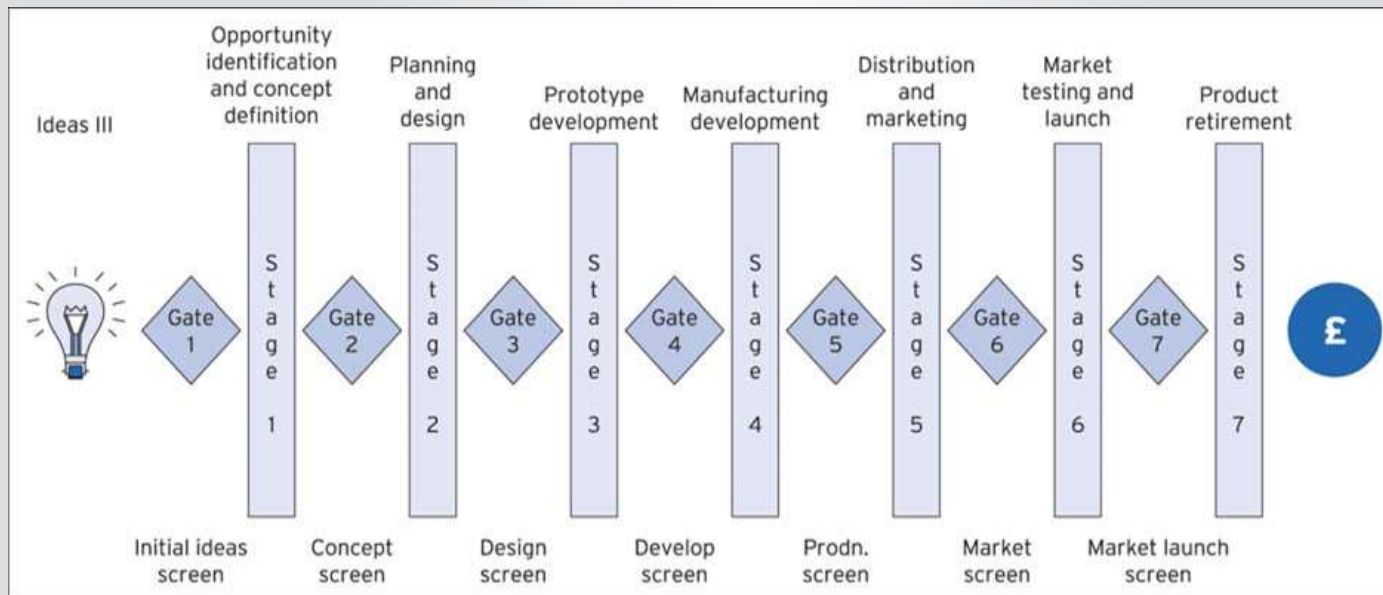 Ideas III
Opportunity
identification
and concept
definition
Planning
and
design
Prototype
development
Manufacturing
development
Distribution
and
marketing
Market
testing and
launch
Product
retirement
Gate
1
Stage 1
Gate
2
Stage 2
Gate
3
Stage 3
Gate
4
Stage 4
Gate
5
Stage 5
Gate
6
Stage 6
Gate
7
Stage 7
£
Initial ideas
screen
Concept
screen
Design
screen
Develop
screen
Prodn.
screen
Market
screen
Market launch
screen